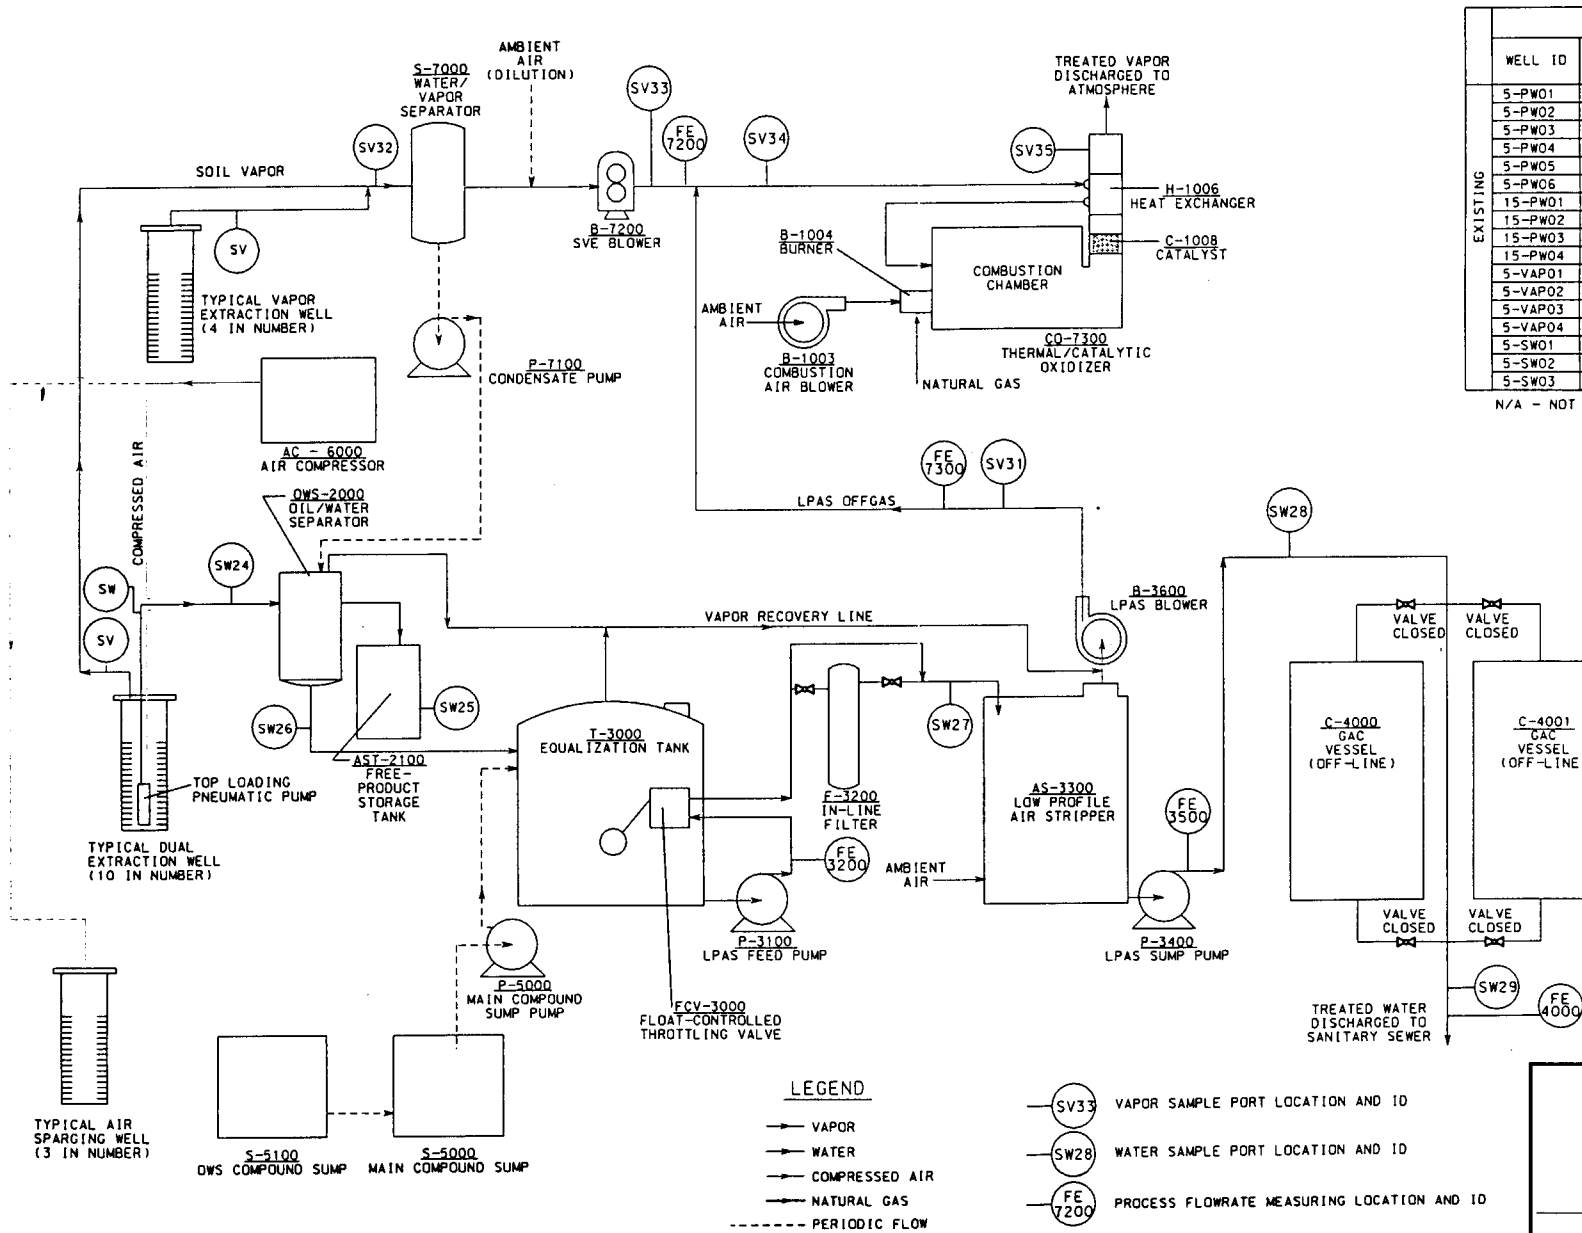 AMBIENT
AIR
(DILUTION)
S-7000
WATER/
VAPOR
SEPARATOR
SV33
FE
7200
SV34
SV32
SOIL VAPOR
TREATED VAPOR
DISCHARGED TO
ATMOSPHERE
SV35
H-1006
HEAT EXCHANGER
B-7200
SVE BLOWER
SV
B-1004
BURNER
C-1008
CATALYST
COMBUSTION
CHAMBER
TYPICAL VAPOR
EXTRACTION WELL
(4 IN NUMBER)
AMBIENT
AIR
P-7100
CONDENSATE PUMP
B-1003
COMBUSTION
AIR BLOWER
CO-7300
THERMAL/CATALYTIC
OXIDIZER
NATURAL GAS
WELL ID
EXISTING
5-PW01
5-PW02
5-PW03
5-PW04
5-PW05
5-PW06
15-PW01
15-PW02
15-PW03
15-PW04
5-VAP01
5-VAP02
5-VAP03
5-VAP04
5-SW01
5-SW02
5-SW03
N/A - NOT
AC - 6000
AIR COMPRESSOR
COMPRESSED AIR
OWS-2000
OIL/WATER
SEPARATOR
FE
7300
SV31
LPAS OFFGAS
SW28
SW24
SW
SV
B-3600
LPAS BLOWER
VAPOR RECOVERY LINE
VALVE
CLOSED
VALVE
CLOSED
SW26
SW25
SW27
T-3000
EQUALIZATION TANK
C-4000
GAC
VESSEL
(OFF-LINE)
C-4001
GAC
VESSEL
(OFF-LINE
AST-2100
FREE-
PRODUCT
STORAGE
TANK
TOP LOADING
PNEUMATIC PUMP
F-3200
IN-LINE
FILTER
AS-3300
LOW PROFILE
AIR STRIPPER
FE
3500
TYPICAL DUAL
EXTRACTION WELL
(10 IN NUMBER)
FE
3200
AMBIENT
AIR
P-3100
LPAS FEED PUMP
P-3400
LPAS SUMP PUMP
VALVE
CLOSED
VALVE
CLOSED
P-5000
MAIN COMPOUND
SUMP PUMP
FCV-3000
FLOAT-CONTROLLED
THROTTLING VALVE
SW29
FE
4000
TREATED WATER
DISCHARGED TO
SANITARY SEWER
TYPICAL AIR
SPARGING WELL
(3 IN NUMBER)
S-5100
OWS COMPOUND SUMP
S-5000
MAIN COMPOUND SUMP
LEGEND
VAPOR
WATER
COMPRESSED AIR
NATURAL GAS
PERIODIC FLOW
SV33
VAPOR SAMPLE PORT LOCATION AND ID
SW28
WATER SAMPLE PORT LOCATION AND ID
FE
7200
PROCESS FLOWRATE MEASURING LOCATION AND ID